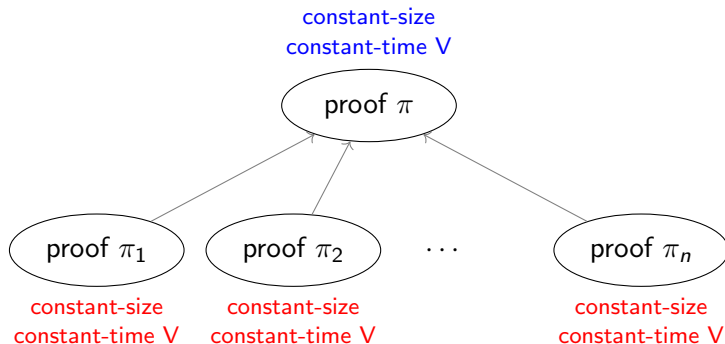 constant-size
constant-time V
proof π
proof π₁ proof π₂ ··· proof πₙ
constant-size constant-size constant-size
constant-time V constant-time V constant-time V